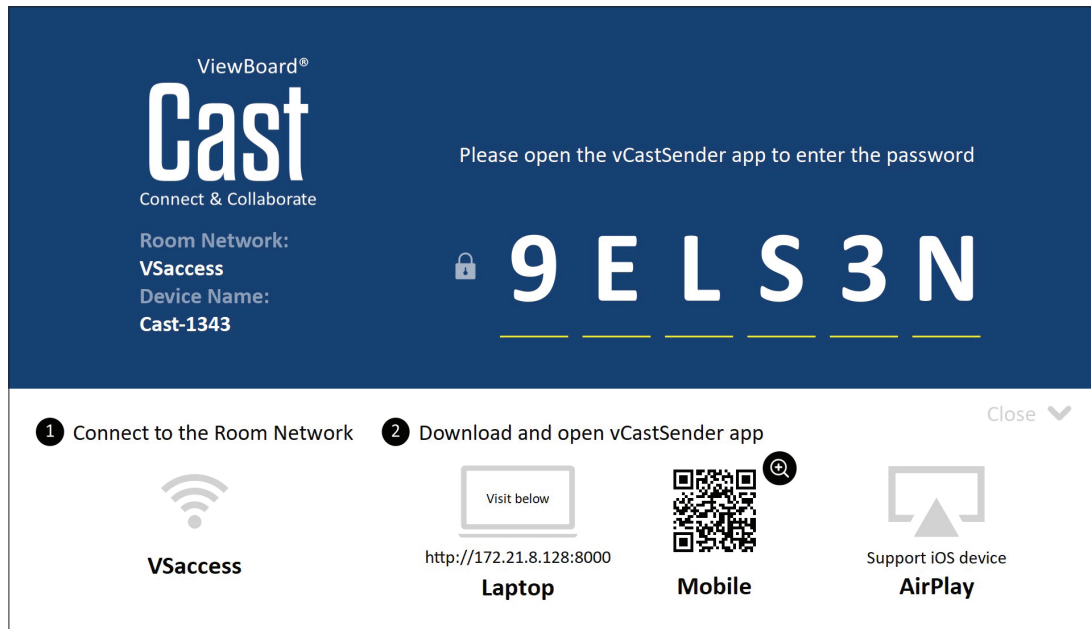 ViewBoard®
Cast
Connect & Collaborate
Room Network:
VSaccess
Device Name:
Cast-1343
Please open the vCastSender app to enter the password
9 E L S 3 N
Close
1 Connect to the Room Network
VSaccess
2 Download and open vCastSender app
Visit below
http://172.21.8.128:8000
Laptop
Mobile
Support iOS device
AirPlay